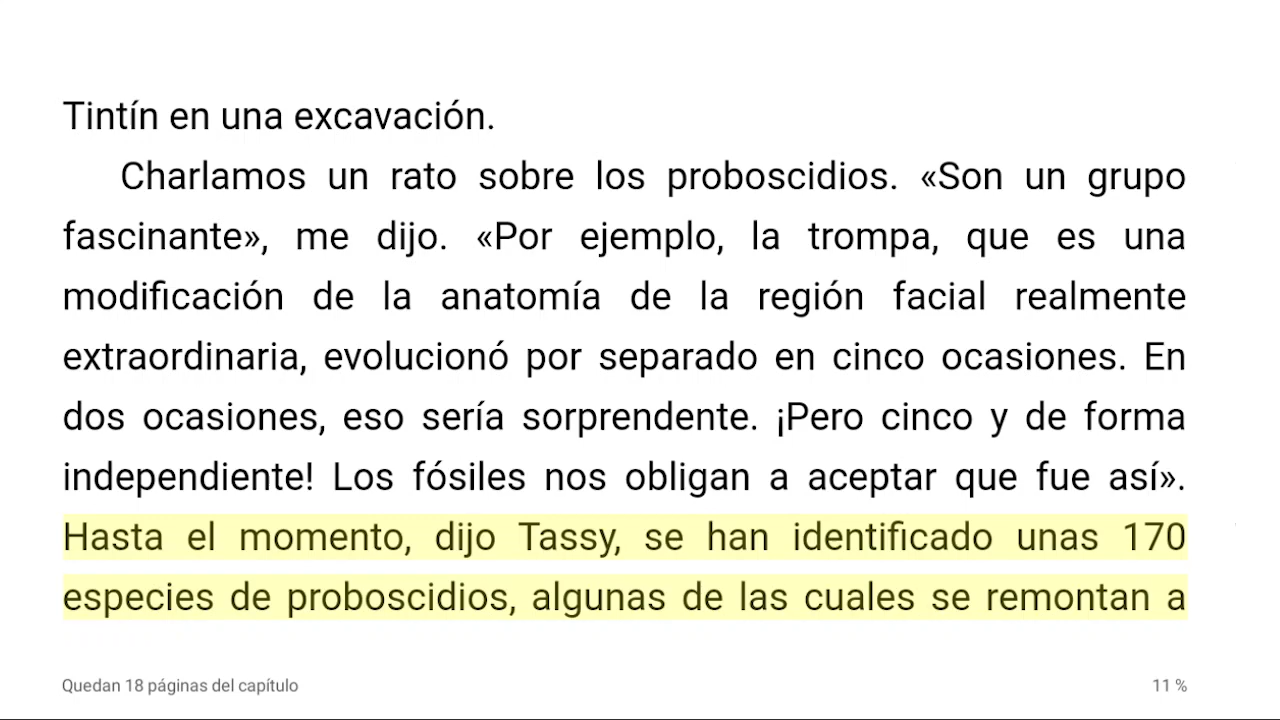 Tintín en una excavación.
Charlamos un rato sobre los proboscidios. «Son un grupo
fascinante», me dijo. «Por ejemplo, la trompa, que es una
modificación de la anatomía de la región facial realmente
extraordinaria, evolucionó por separado en cinco ocasiones. En
dos ocasiones, eso sería sorprendente. ¡Pero cinco y de forma
independiente! Los fósiles nos obligan a aceptar que fue así».
Hasta el momento, dijo Tassy, se han identificado unas 170
especies de proboscidios, algunas de las cuales se remontan a
Quedan 18 páginas del capítulo
11 %